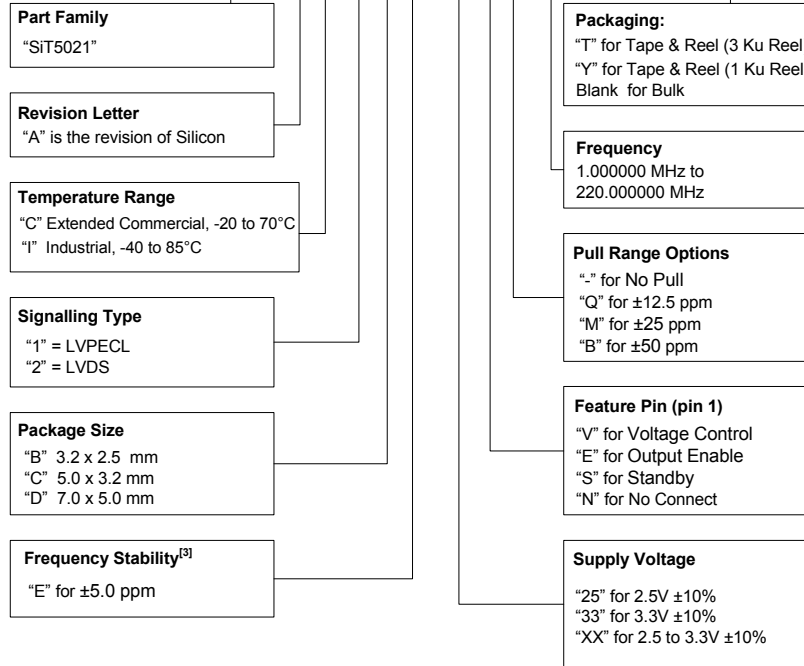 Part Family
“SiT5021”
Revision Letter
“A” is the revision of Silicon
Temperature Range
“C” Extended Commercial, -20 to 70°C
“I” Industrial, -40 to 85°C
Signalling Type
“1” = LVPECL
“2” = LVDS
Package Size
“B” 3.2 x 2.5 mm
“C” 5.0 x 3.2 mm
“D” 7.0 x 5.0 mm
Frequency Stability[3]
“E” for ±5.0 ppm
Packaging:
“T” for Tape & Reel (3 Ku Reel
“Y” for Tape & Reel (1 Ku Reel
Blank for Bulk
Frequency
1.000000 MHz to
220.000000 MHz
Pull Range Options
“-” for No Pull
“Q” for ±12.5 ppm
“M” for ±25 ppm
“B” for ±50 ppm
Feature Pin (pin 1)
“V” for Voltage Control
“E” for Output Enable
“S” for Standby
“N” for No Connect
Supply Voltage
“25” for 2.5V ±10%
“33” for 3.3V ±10%
“XX” for 2.5 to 3.3V ±10%